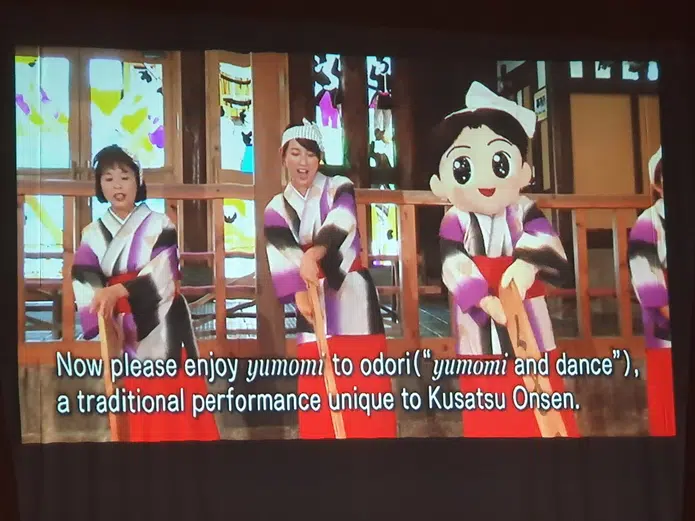 Now please enjoy yumomi to odori(“yumomi and dance”),
a traditional performance unique to Kusatsu Onsen.